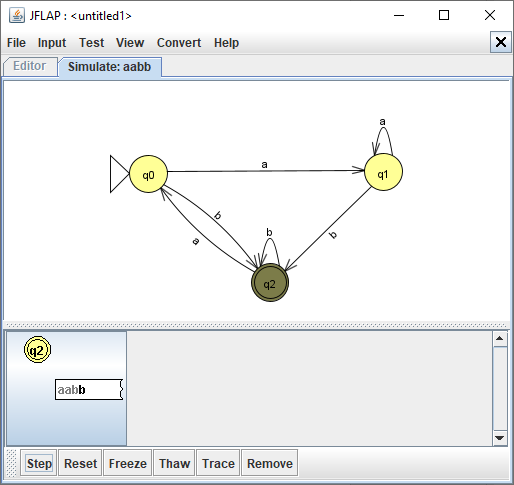 JFLAP : <untitled1>
File Input Test View Convert Help
Editor Simulate: aabb
a
q0 a q1
b
a b b
q2
q2
aabb
Step Reset Freeze Thaw Trace Remove